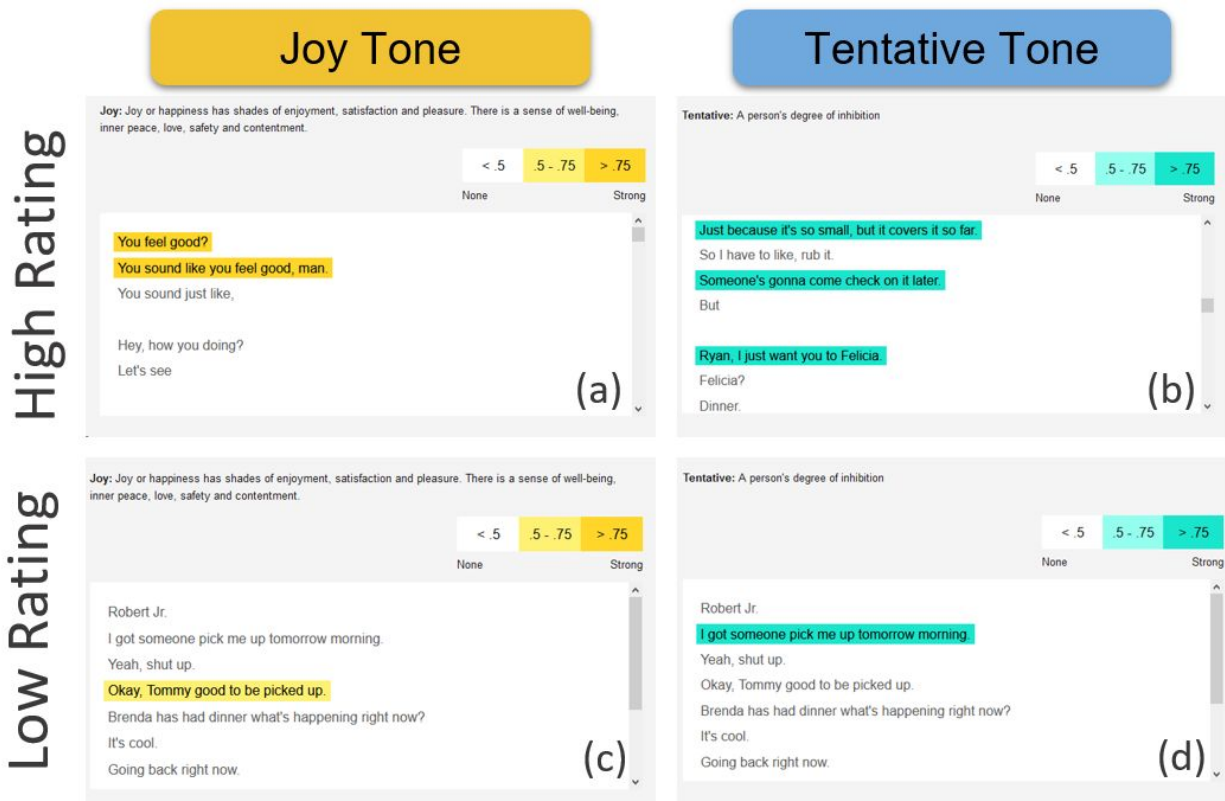 Joy Tone
Tentative Tone
High Rating
Joy: Joy or happiness has shades of enjoyment, satisfaction and pleasure. There is a sense of well-being,
inner peace, love, safety and contentment.
< .5 .5 - .75 > .75
None Strong
You feel good?
You sound like you feel good, man.
You sound just like,
Hey, how you doing?
Let's see
(a)
Tentative: A person's degree of inhibition
< .5 .5 - .75 > .75
None Strong
Just because it's so small, but it covers it so far.
So I have to like, rub it.
Someone's gonna come check on it later.
But
Ryan, I just want you to Felicia.
Felicia?
Dinner.
(b)
Low Rating
Joy: Joy or happiness has shades of enjoyment, satisfaction and pleasure. There is a sense of well-being,
inner peace, love, safety and contentment.
< .5 .5 - .75 > .75
None Strong
Robert Jr.
I got someone pick me up tomorrow morning.
Yeah, shut up.
Okay, Tommy good to be picked up.
Brenda has had dinner what's happening right now?
It's cool.
Going back right now.
(c)
Tentative: A person's degree of inhibition
< .5 .5 - .75 > .75
None Strong
Robert Jr.
I got someone pick me up tomorrow morning.
Yeah, shut up.
Okay, Tommy good to be picked up.
Brenda has had dinner what's happening right now?
It's cool.
Going back right now.
(d)